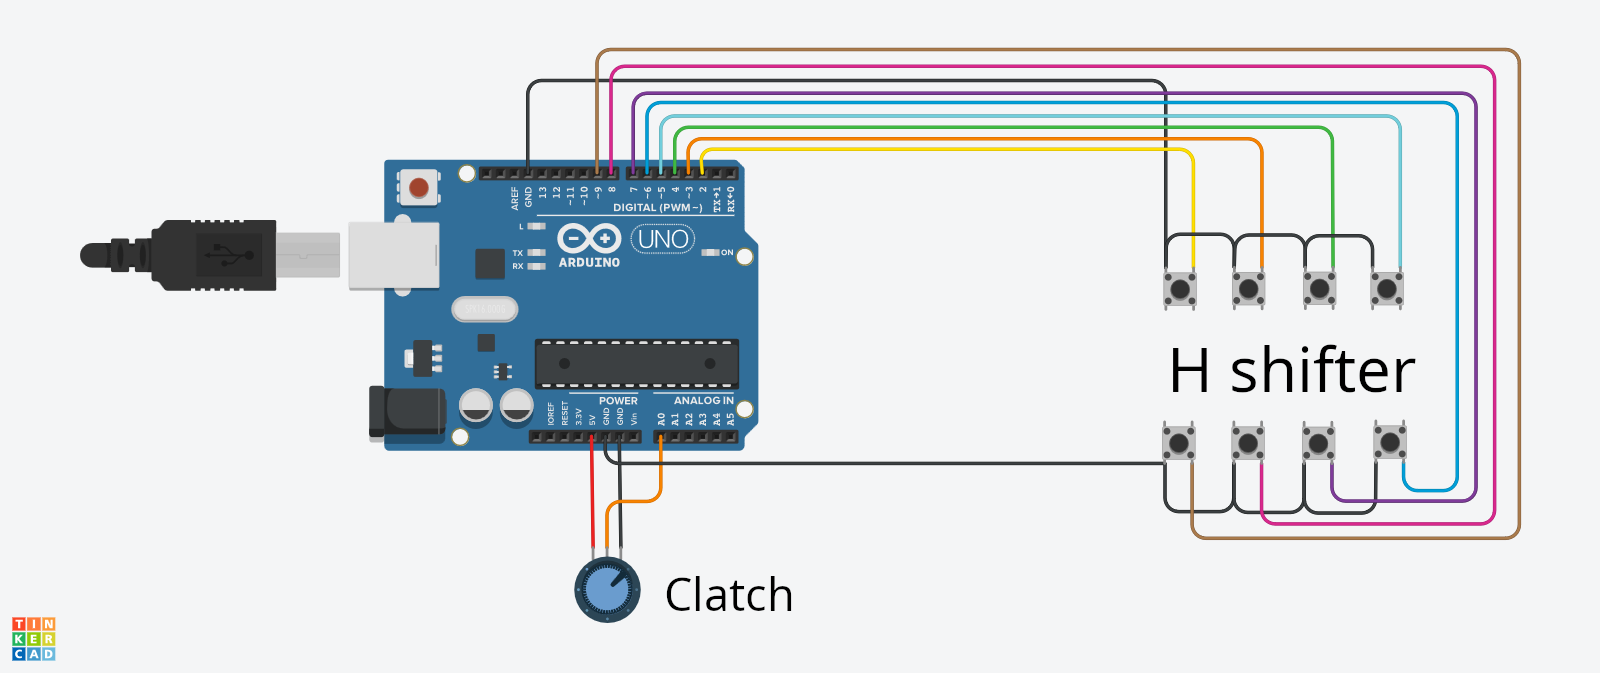 AREF
GND
13
12
~11
~10
~9
8
7
~6
~5
4
~3
2
TX→1
RX←0
DIGITAL (PWM~)
L
TX
RX
ARDUINO
UNO
ON
H shifter
POWER
ANALOG IN
IOREF
RESET
3.3V
5V
GND
GND
Vin
A0
A1
A2
A3
A4
A5
Clatch
TIN
KER
CAD